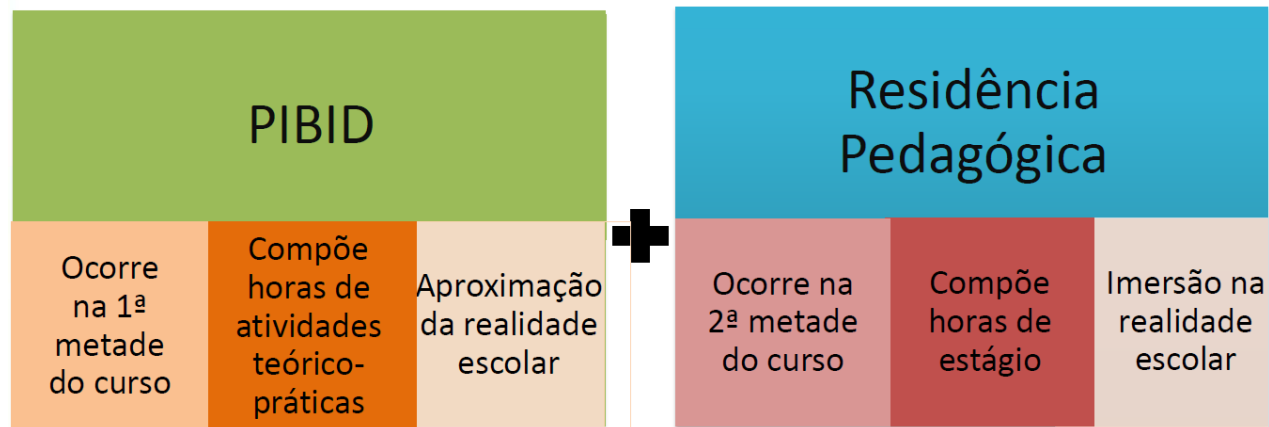 PIBID
Ocorre
na 1ª
metade
do curso
Compõe
horas de
atividades
teórico-
práticas
Aproximação
da realidade
escolar
Residência
Pedagógica
Ocorre na
2ª metade
do curso
Compõe
horas de
estágio
Imersão na
realidade
escolar